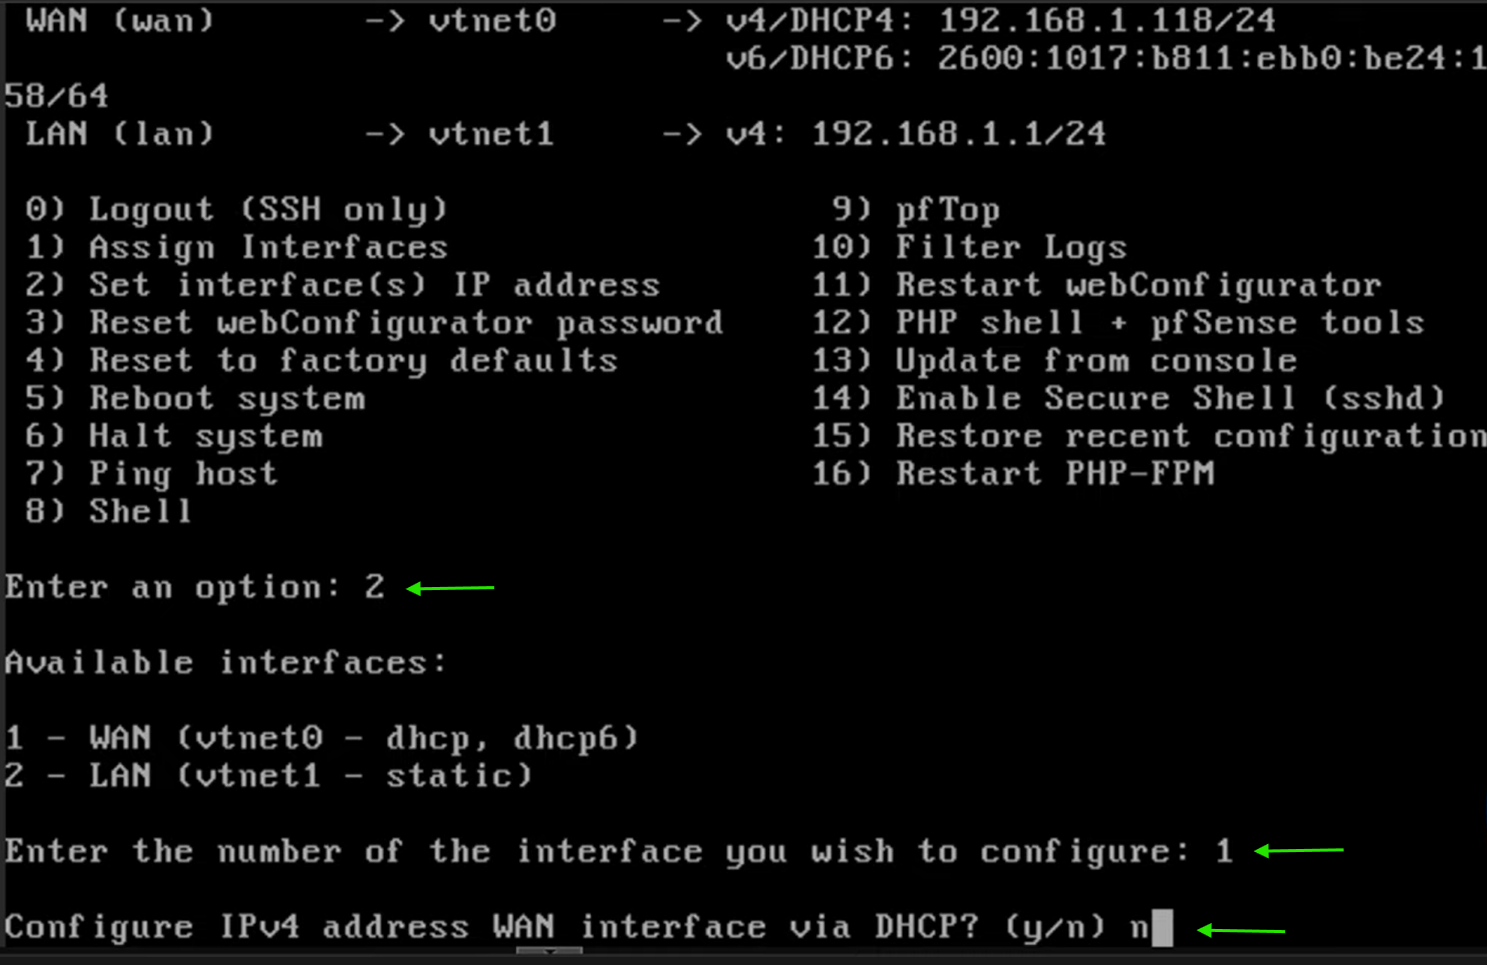 WAN (wan)       -> vtnet0     -> v4/DHCP4: 192.168.1.118/24
v6/DHCP6: 2600:1017:b811:ebb0:be24:1
58/64
LAN (lan)       -> vtnet1     -> v4: 192.168.1.1/24
0) Logout (SSH only)                  9) pfTop
1) Assign Interfaces                 10) Filter Logs
2) Set interface(s) IP address       11) Restart webConfigurator
3) Reset webConfigurator password    12) PHP shell + pfSense tools
4) Reset to factory defaults         13) Update from console
5) Reboot system                     14) Enable Secure Shell (sshd)
6) Halt system                       15) Restore recent configuration
7) Ping host                         16) Restart PHP-FPM
8) Shell
Enter an option: 2
Available interfaces:
1 - WAN (vtnet0 - dhcp, dhcp6)
2 - LAN (vtnet1 - static)
Enter the number of the interface you wish to configure: 1
Configure IPv4 address WAN interface via DHCP? (y/n) n